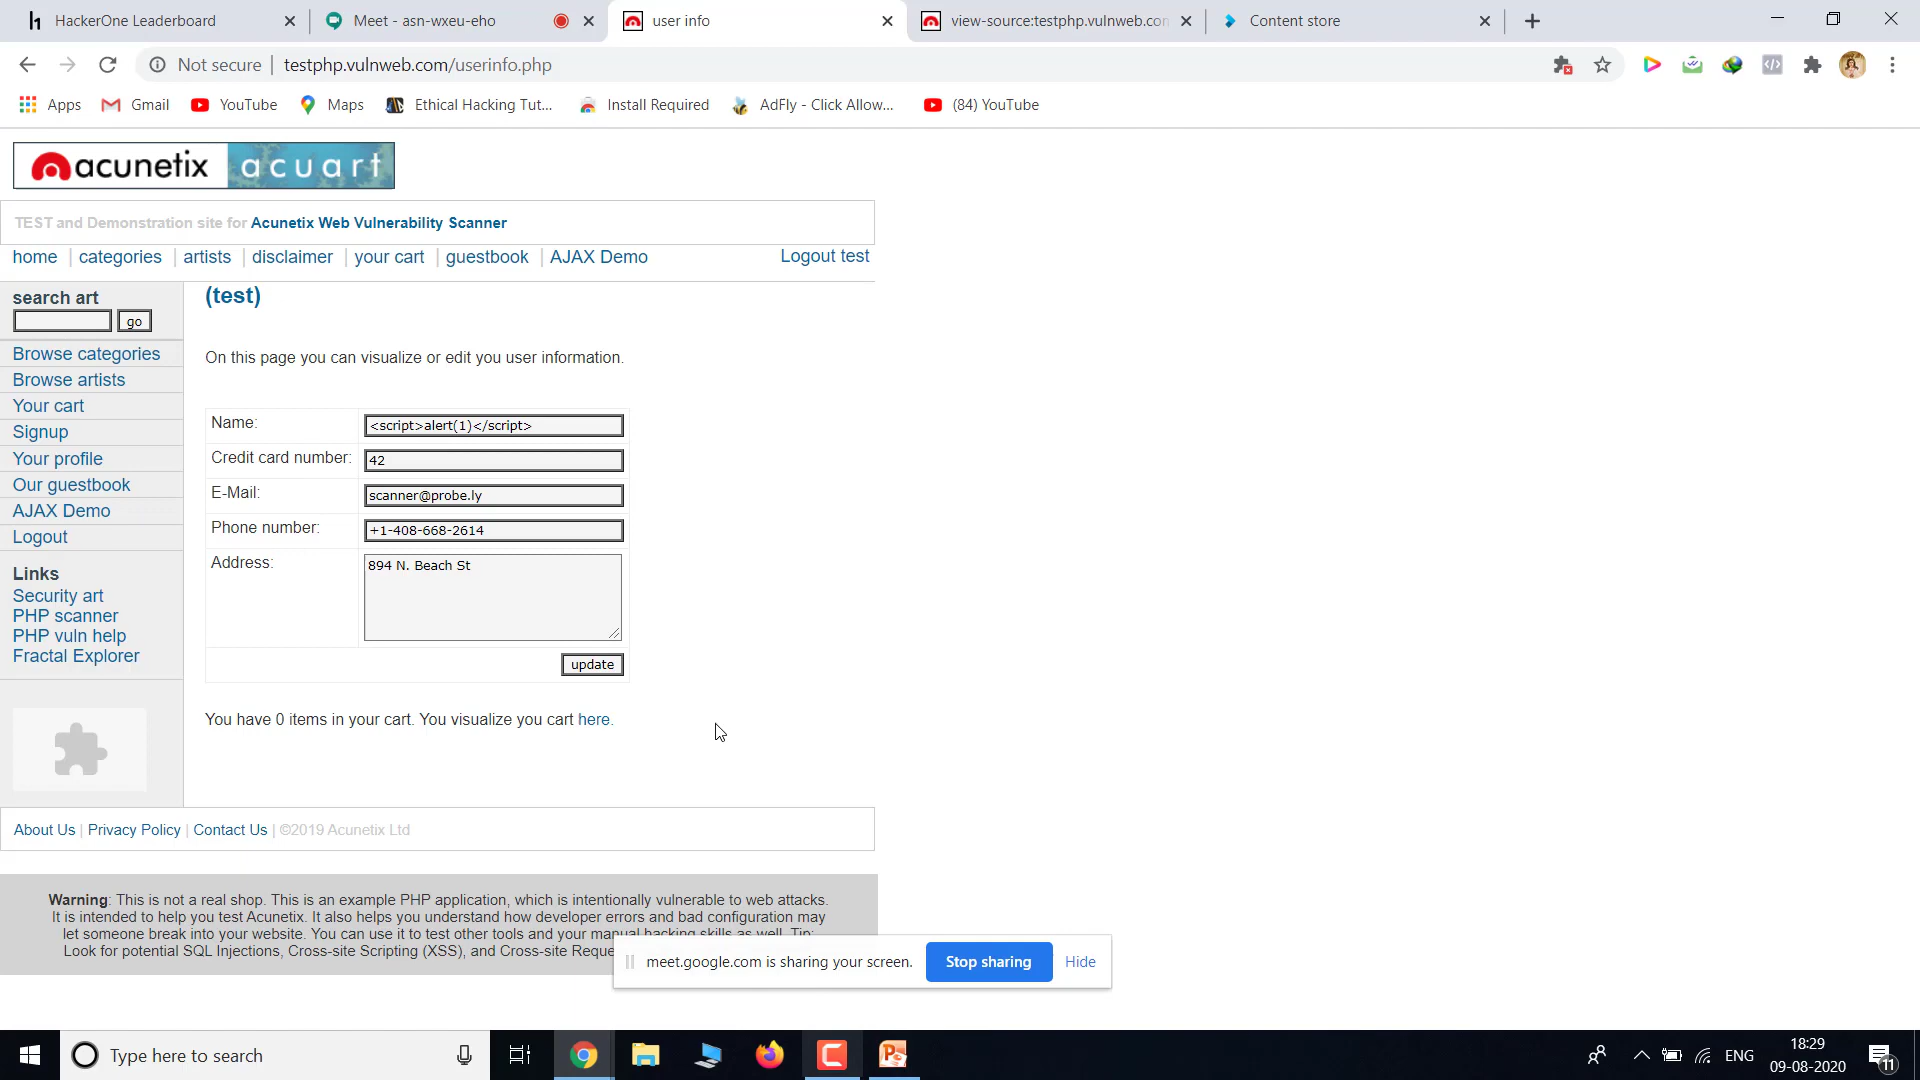 HackerOne Leaderboard
Meet - asn-wxeu-eho
user info
view-source:testphp.vulnweb.con
Content store
Not secure
testphp.vulnweb.com/userinfo.php
Apps
Gmail
YouTube
Maps
Ethical Hacking Tut...
Install Required
AdFly - Click Allow...
(84) YouTube
acunetix acuart
TEST and Demonstration site for Acunetix Web Vulnerability Scanner
home | categories | artists | disclaimer | your cart | guestbook | AJAX Demo
Logout test
search art
go
Browse categories
Browse artists
Your cart
Signup
Your profile
Our guestbook
AJAX Demo
Logout
Links
Security art
PHP scanner
PHP vuln help
Fractal Explorer
(test)
On this page you can visualize or edit you user information.
Name: <script>alert(1)</script>
Credit card number: 42
E-Mail: scanner@probe.ly
Phone number: +1-408-668-2614
Address: 894 N. Beach St
update
You have 0 items in your cart. You visualize you cart here.
About Us | Privacy Policy | Contact Us | ©2019 Acunetix Ltd
Warning: This is not a real shop. This is an example PHP application, which is intentionally vulnerable to web attacks.
It is intended to help you test Acunetix. It also helps you understand how developer errors and bad configuration may
let someone break into your website. You can use it to test other tools and your manual hacking skills as well. Tip:
Look for potential SQL Injections, Cross-site Scripting (XSS), and Cross-site Reque
meet.google.com is sharing your screen.
Stop sharing
Hide
Type here to search
ENG
18:29
09-08-2020
11